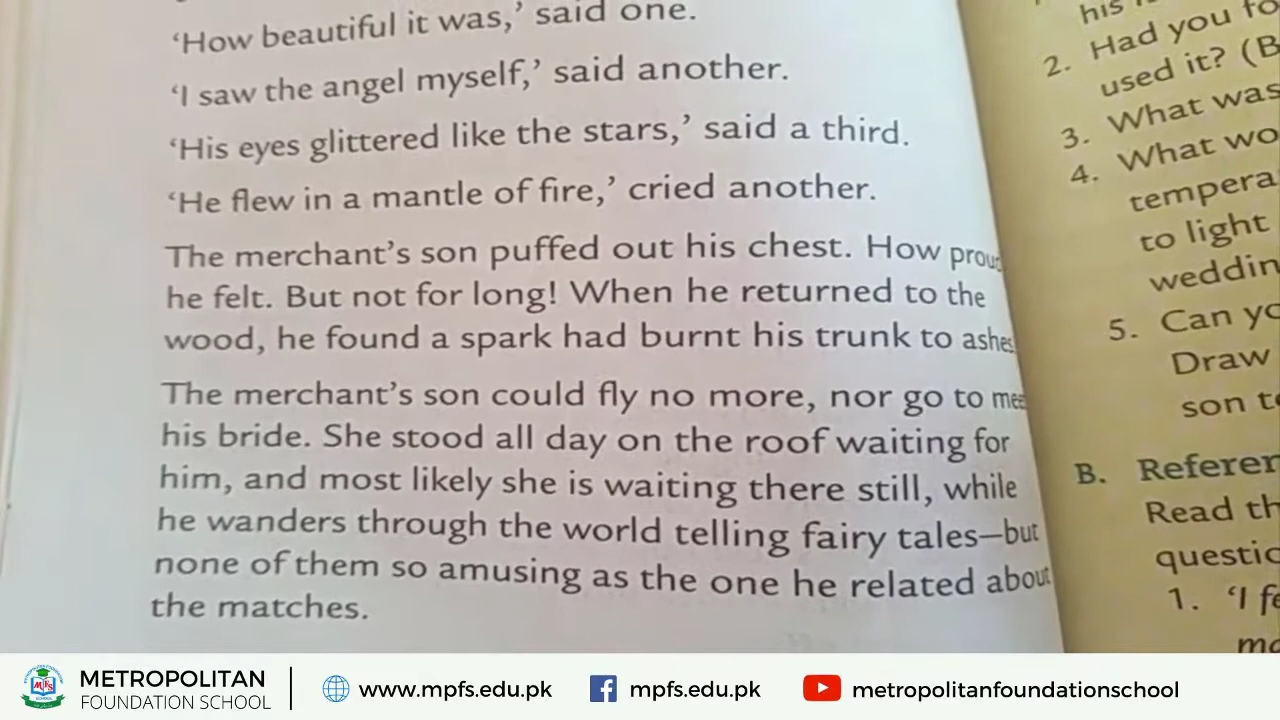 ‘How beautiful it was,’ said one.
‘I saw the angel myself,’ said another.
‘His eyes glittered like the stars,’ said a third.
‘He flew in a mantle of fire,’ cried another.
The merchant’s son puffed out his chest. How proud
he felt. But not for long! When he returned to the
wood, he found a spark had burnt his trunk to ashes
The merchant’s son could fly no more, nor go to meet
his bride. She stood all day on the roof waiting for
him, and most likely she is waiting there still, while
he wanders through the world telling fairy tales—but
none of them so amusing as the one he related about
the matches.
his
2. Had you fo
used it? (B
3. What was
4. What wo
tempera
to light
weddin
5. Can yo
Draw
son te
B. Referen
Read th
questio
1. ‘I fe
mo
METROPOLITAN
FOUNDATION SCHOOL
www.mpfs.edu.pk
mpfs.edu.pk
metropolitanfoundationschool
MFS